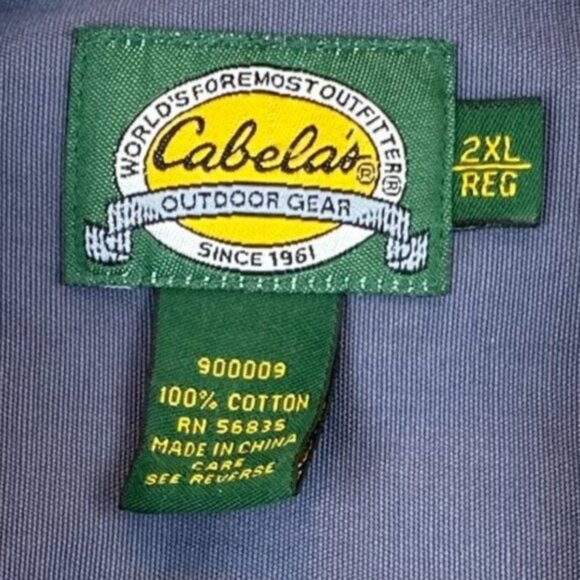 WORLD'S FOREMOST OUTFITTER®
Cabela's®
OUTDOOR GEAR
SINCE 1961
2XL
REG
900009
100% COTTON
RN 56835
MADE IN CHINA
CARE
SEE REVERSE